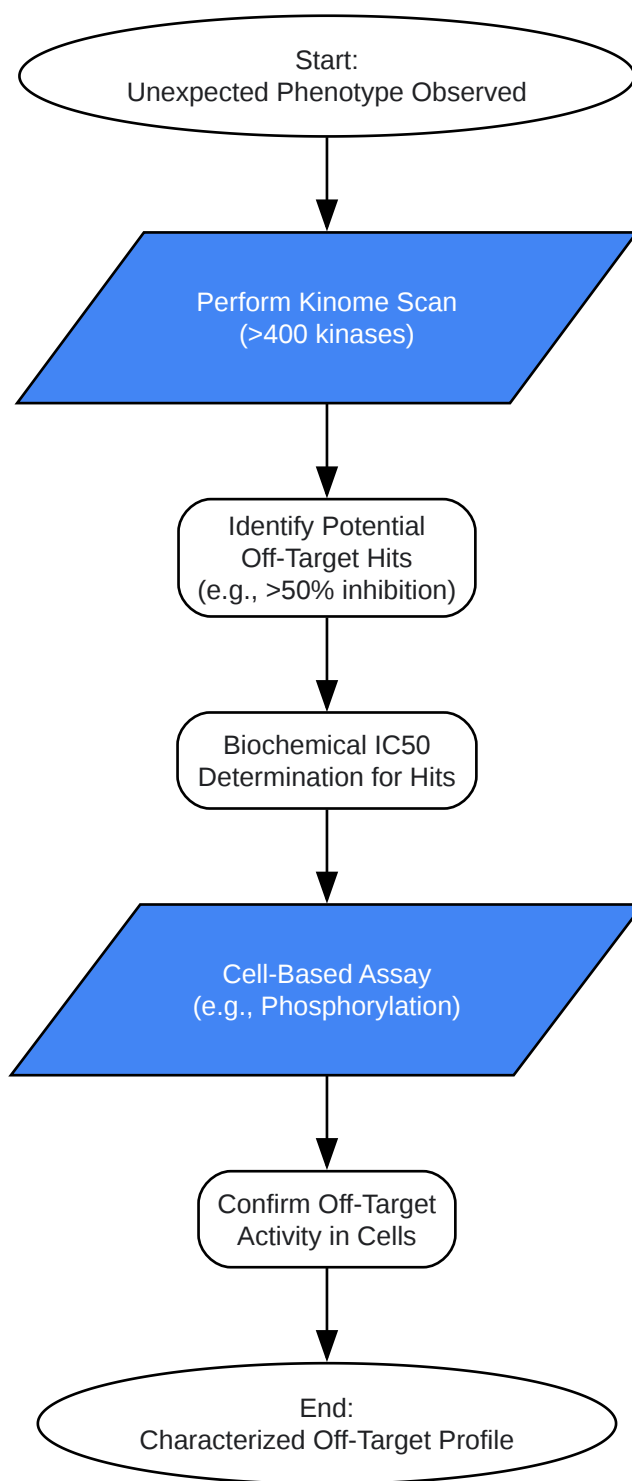 Start:
Unexpected Phenotype Observed
Perform Kinome Scan
(>400 kinases)
Identify Potential
Off-Target Hits
(e.g., >50% inhibition)
Biochemical IC50
Determination for Hits
Cell-Based Assay
(e.g., Phosphorylation)
Confirm Off-Target
Activity in Cells
End:
Characterized Off-Target Profile